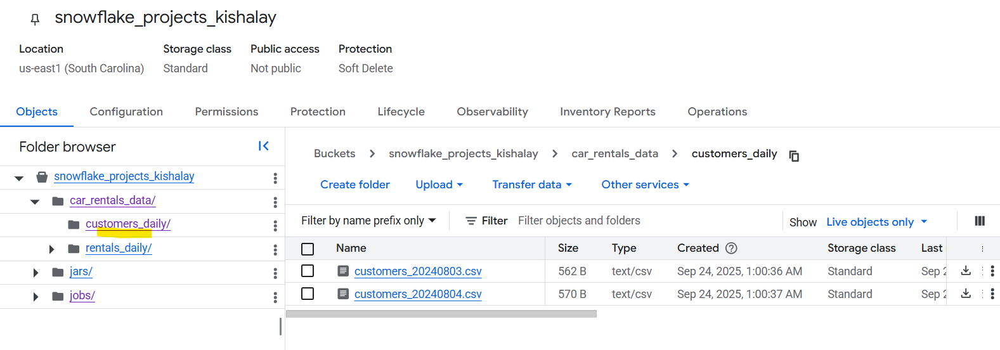 snowflake_projects_kishalay
Location Storage class Public access Protection
us-east1 (South Carolina) Standard Not public Soft Delete
Objects Configuration Permissions Protection Lifecycle Observability Inventory Reports Operations
Folder browser
snowflake_projects_kishalay
car_rentals_data/
customers_daily/
rentals_daily/
jars/
jobs/
Buckets > snowflake_projects_kishalay > car_rentals_data > customers_daily
Create folder Upload Transfer data Other services
Filter by name prefix only Filter Filter objects and folders Show Live objects only
Name Size Type Created Storage class Last
customers_20240803.csv 562 B text/csv Sep 24, 2025, 1:00:36 AM Standard Sep
customers_20240804.csv 570 B text/csv Sep 24, 2025, 1:00:37 AM Standard Sep